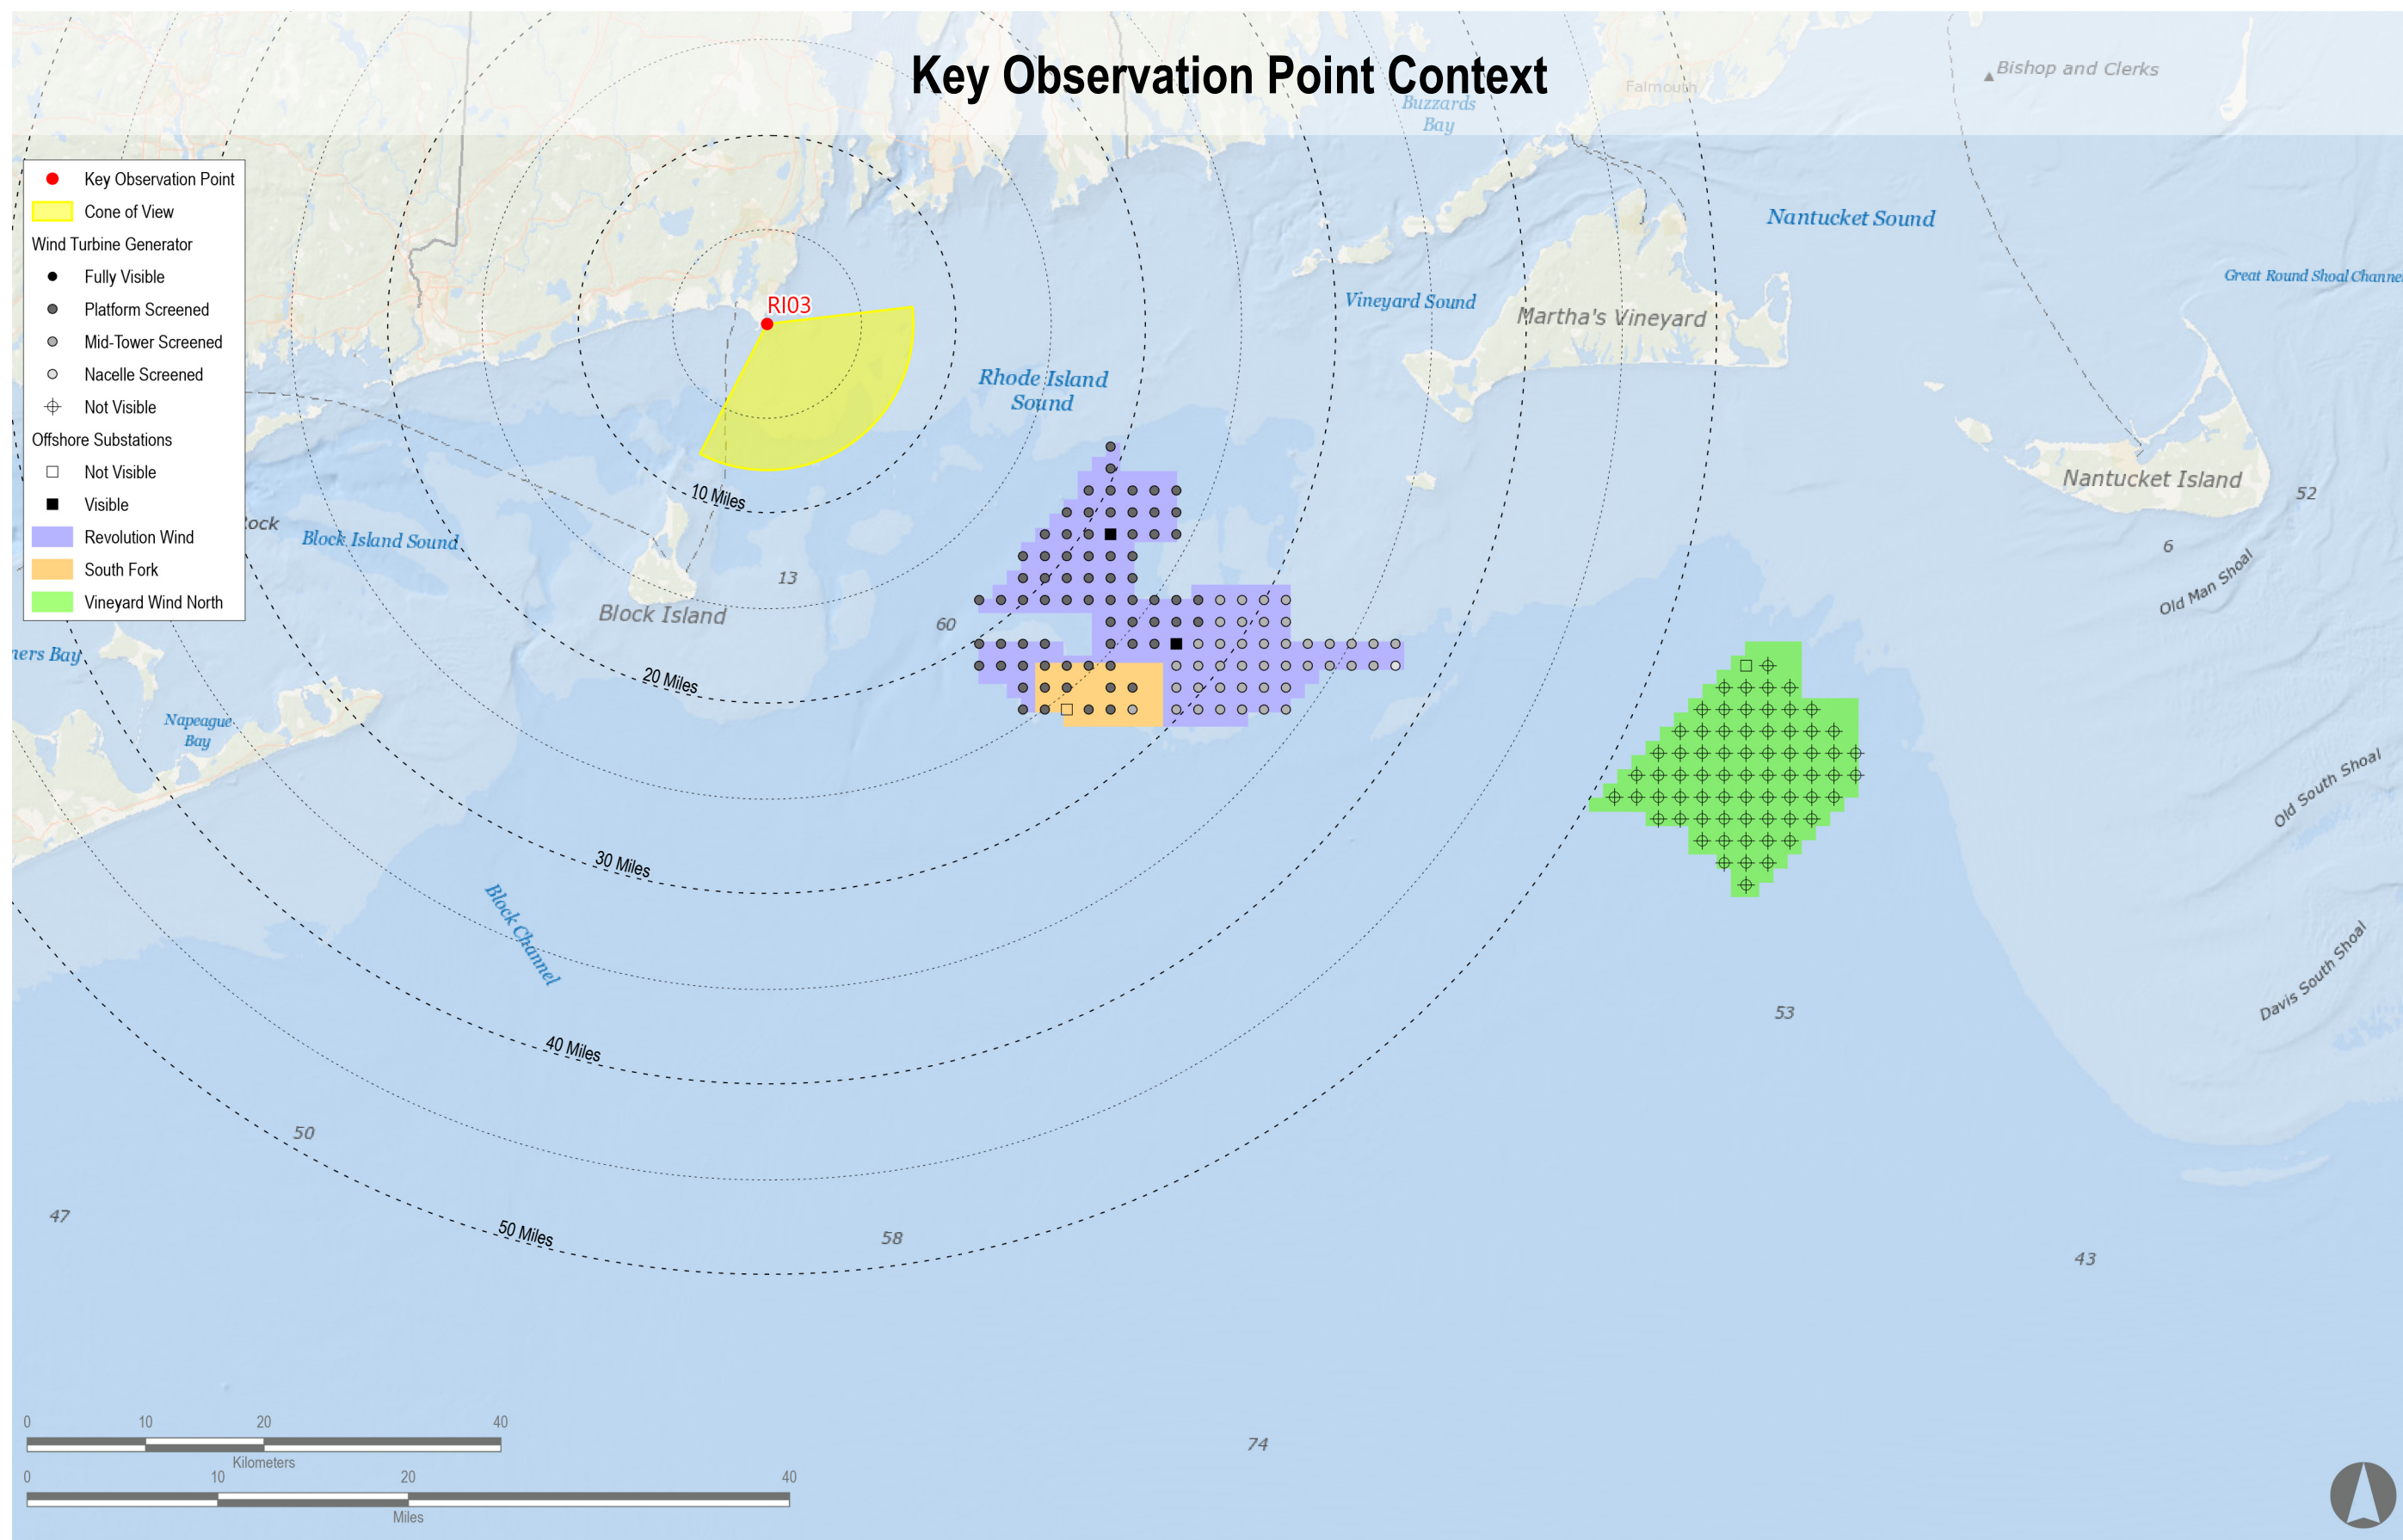 Key Observation Point Context
Bishop and Clerks
Falmouth
Buzzards
Bay
Key Observation Point
Cone of View
Wind Turbine Generator
Fully Visible
Platform Screened
Mid-Tower Screened
Nacelle Screened
Not Visible
Offshore Substations
Not Visible
Visible
Revolution Wind
South Fork
Vineyard Wind North
Nantucket Sound
Great Round Shoal Channel
RI03
Vineyard Sound
Martha's Vineyard
Rhode Island
Sound
Nantucket Island
52
10 Miles
ock
Block Island Sound
6
Old Man Shoal
13
Block Island
60
ners Bay
20 Miles
Napeague
Bay
Old South Shoal
30 Miles
Block Channel
Davis South Shoal
53
40 Miles
50
47
50 Miles
58
43
74
0 10 20 40
Kilometers
0 10 20 40
Miles